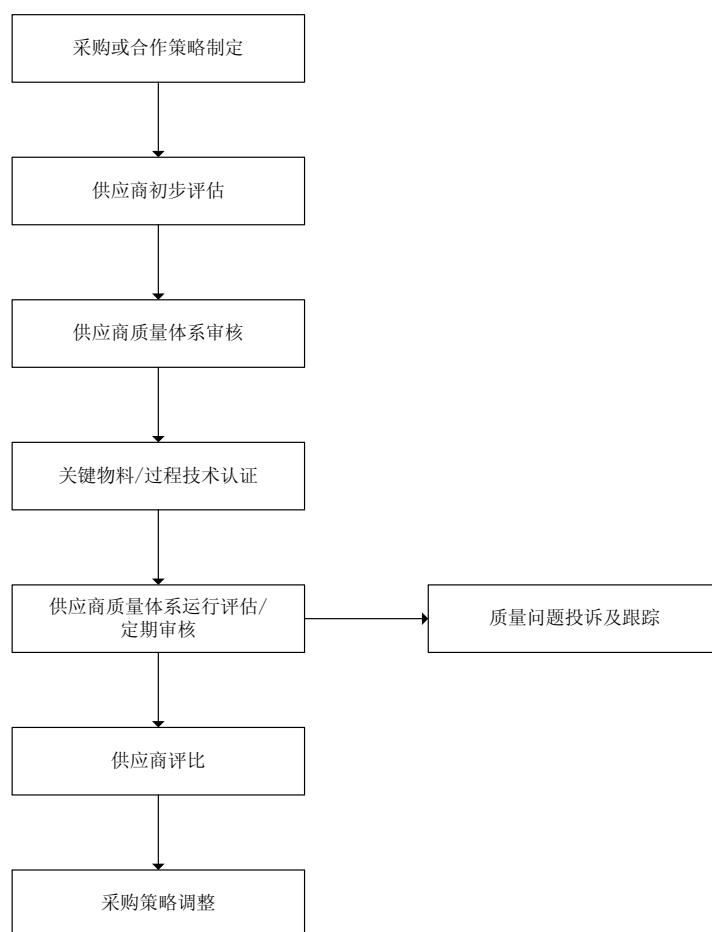 采购或合作策略制定
供应商初步评估
供应商质量体系审核
关键物料/过程技术认证
供应商质量体系运行评估/
定期审核
质量问题投诉及跟踪
供应商评比
采购策略调整